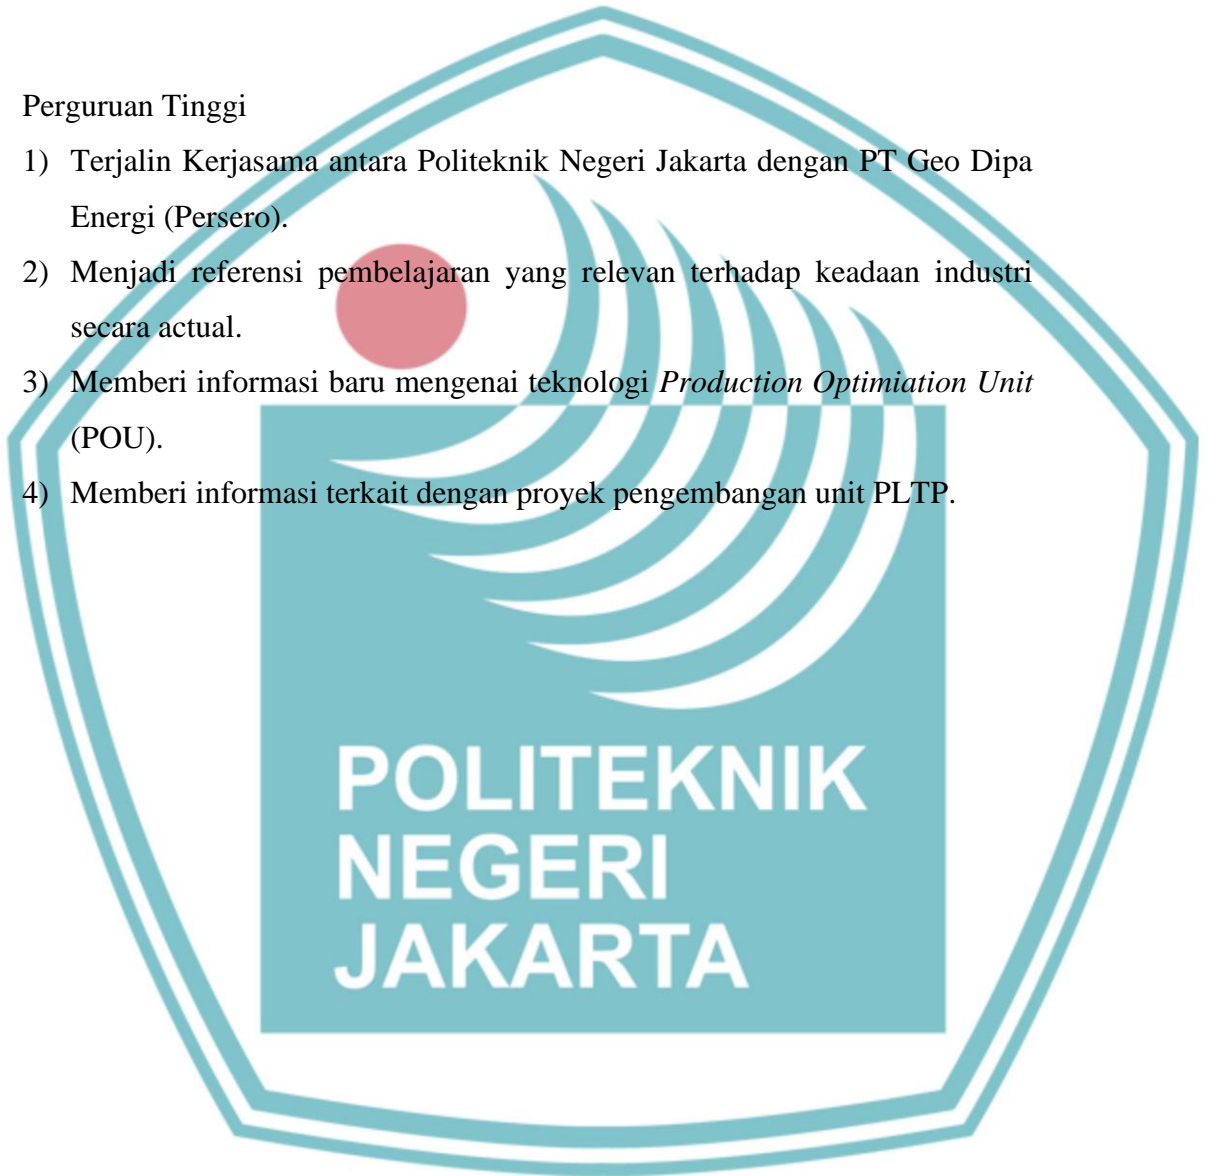 Perguruan Tinggi
1) Terjalin Kerjasama antara Politeknik Negeri Jakarta dengan PT Geo Dipa
Energi (Persero).
2) Menjadi referensi pembelajaran yang relevan terhadap keadaan industri
secara actual.
3) Memberi informasi baru mengenai teknologi Production Optimiation Unit
(POU).
4) Memberi informasi terkait dengan proyek pengembangan unit PLTP.
POLITEKNIK
NEGERI
JAKARTA